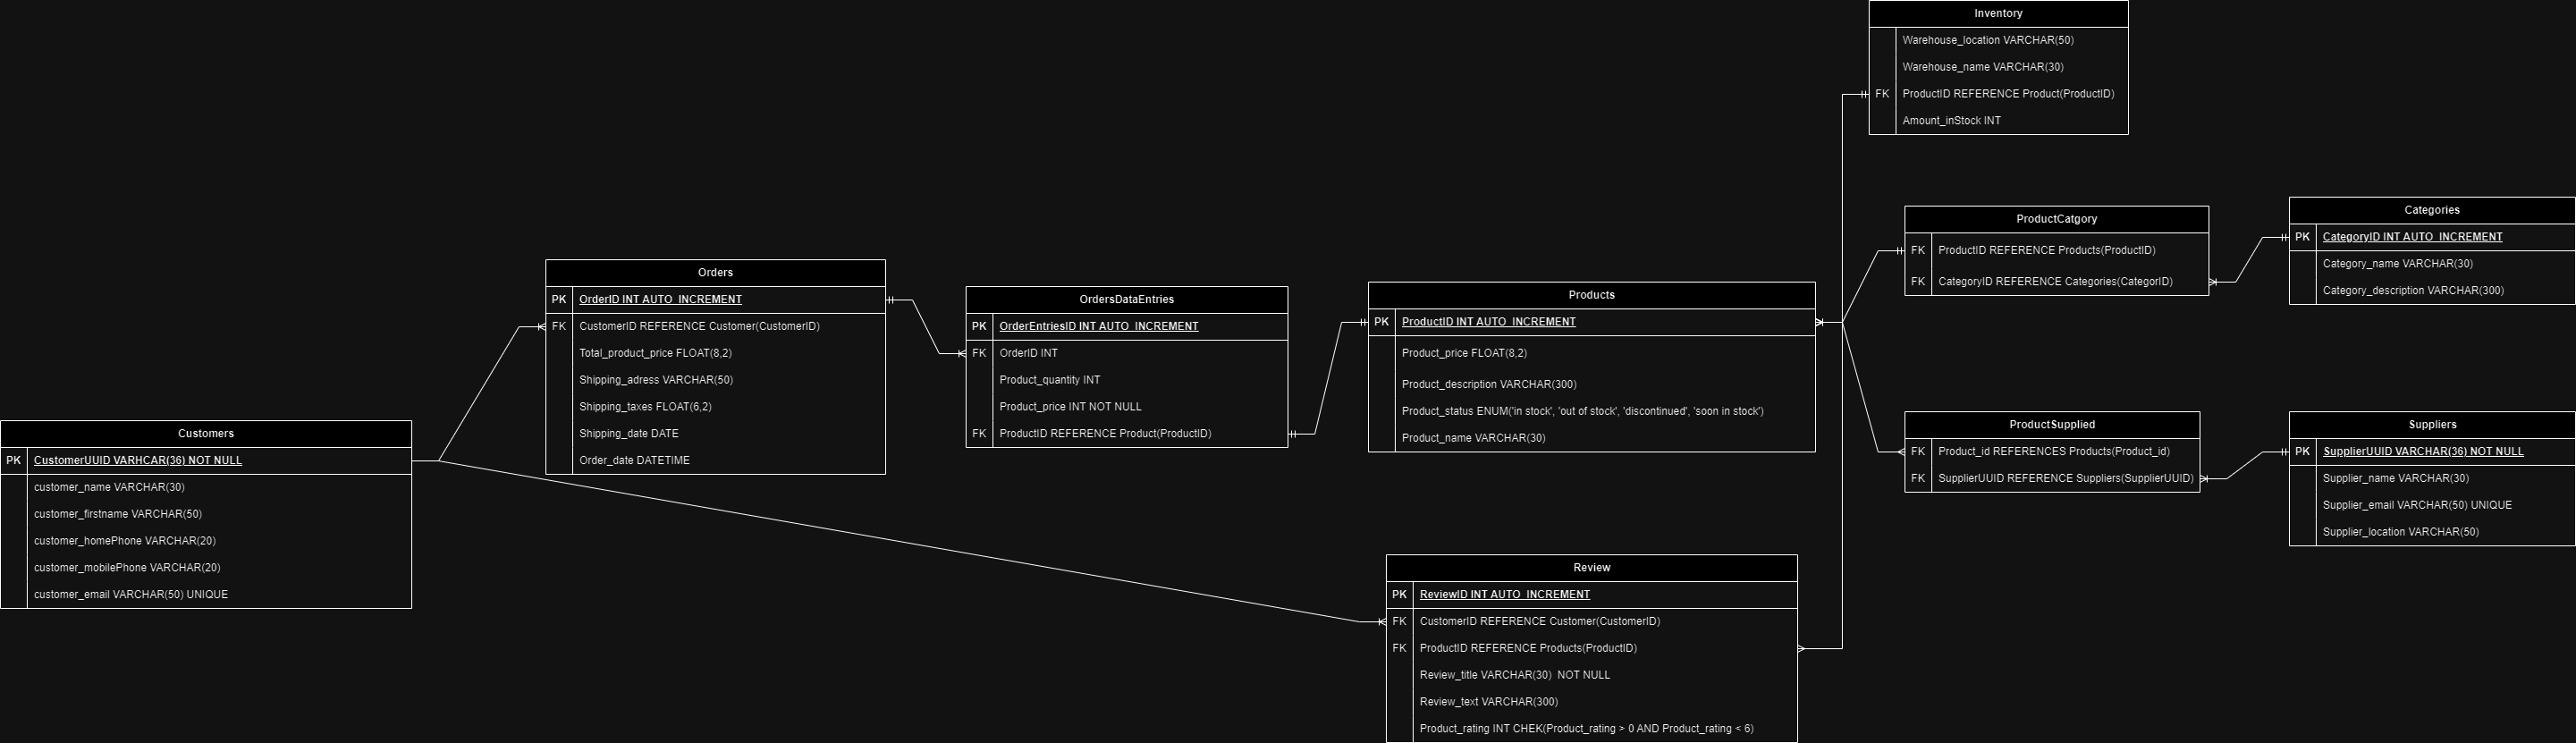 Inventory
Warehouse_location VARCHAR(50)
Warehouse_name VARCHAR(30)
FK ProductID REFERENCE Product(ProductID)
Amount_inStock INT
ProductCatgory
FK ProductID REFERENCE Products(ProductID)
FK CategoryID REFERENCE Categories(CategorID)
Categories
PK CategoryID INT AUTO_INCREMENT
Category_name VARCHAR(30)
Category_description VARCHAR(300)
Orders
PK OrderID INT AUTO_INCREMENT
FK CustomerID REFERENCE Customer(CustomerID)
Total_product_price FLOAT(8,2)
Shipping_adress VARCHAR(50)
Shipping_taxes FLOAT(6,2)
Shipping_date DATE
Order_date DATETIME
OrdersDataEntries
PK OrderEntriesID INT AUTO_INCREMENT
FK OrderID INT
Product_quantity INT
Product_price INT NOT NULL
FK ProductID REFERENCE Product(ProductID)
Products
PK ProductID INT AUTO_INCREMENT
Product_price FLOAT(8,2)
Product_description VARCHAR(300)
Product_status ENUM('in stock', 'out of stock', 'discontinued', 'soon in stock')
Product_name VARCHAR(30)
Customers
PK CustomerUUID VARHCAR(36) NOT NULL
customer_name VARCHAR(30)
customer_firstname VARCHAR(50)
customer_homePhone VARCHAR(20)
customer_mobilePhone VARCHAR(20)
customer_email VARCHAR(50) UNIQUE
ProductSupplied
FK Product_id REFERENCES Products(Product_id)
FK SupplierUUID REFERENCE Suppliers(SupplierUUID)
Suppliers
PK SupplierUUID VARCHAR(36) NOT NULL
Supplier_name VARCHAR(30)
Supplier_email VARCHAR(50) UNIQUE
Supplier_location VARCHAR(50)
Review
PK ReviewID INT AUTO_INCREMENT
FK CustomerID REFERENCE Customer(CustomerID)
FK ProductID REFERENCE Products(ProductID)
Review_title VARCHAR(30) NOT NULL
Review_text VARCHAR(300)
Product_rating INT CHEK(Product_rating > 0 AND Product_rating < 6)